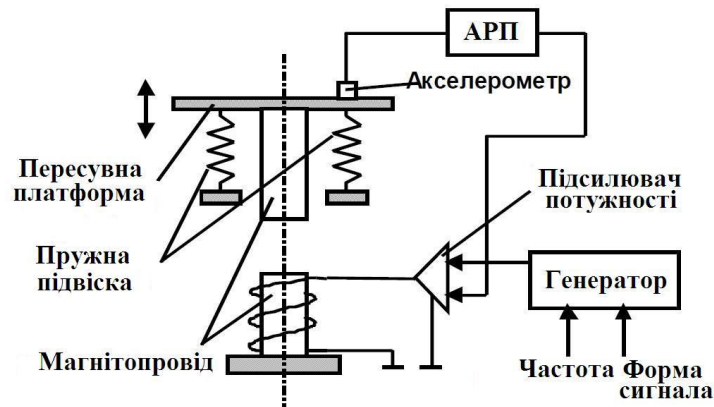 АРП
Акселерометр
Пересувна
платформа
Підсилювач
потужності
Пружна
підвіска
Генератор
Магнітопровід
Частота
Форма
сигнала